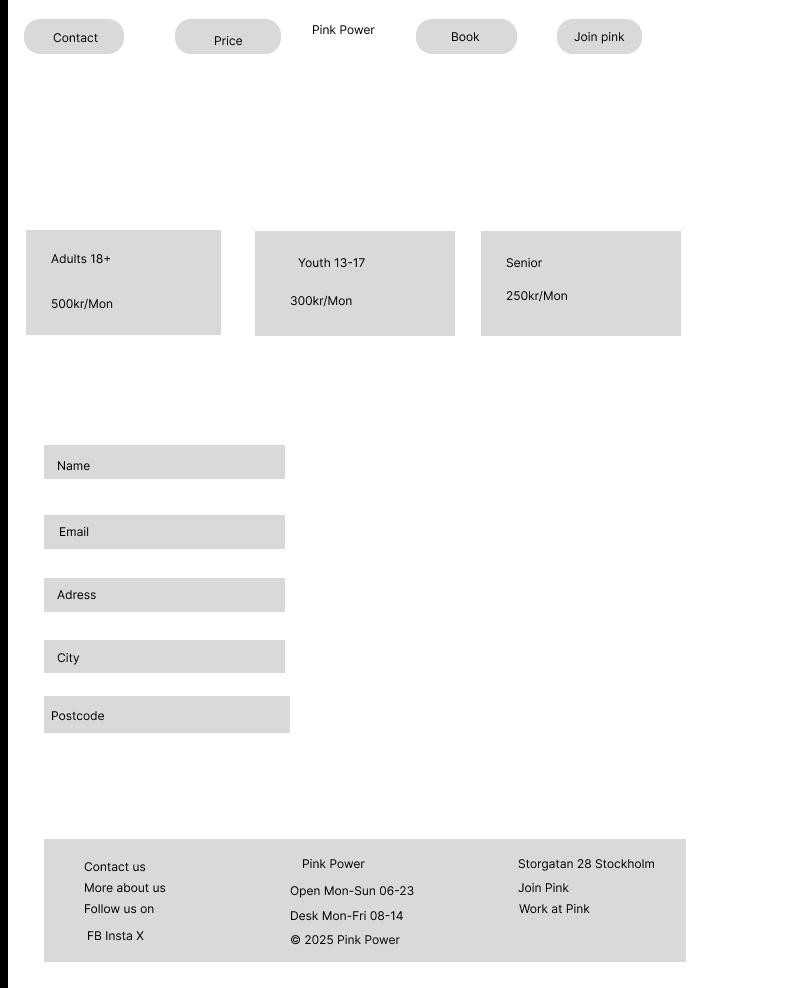 Contact
Price
Pink Power
Book
Join pink
Adults 18+
500kr/Mon
Youth 13-17
300kr/Mon
Senior
250kr/Mon
Name
Email
Adress
City
Postcode
Contact us
More about us
Follow us on
FB Insta X
Pink Power
Open Mon-Sun 06-23
Desk Mon-Fri 08-14
© 2025 Pink Power
Storgatan 28 Stockholm
Join Pink
Work at Pink